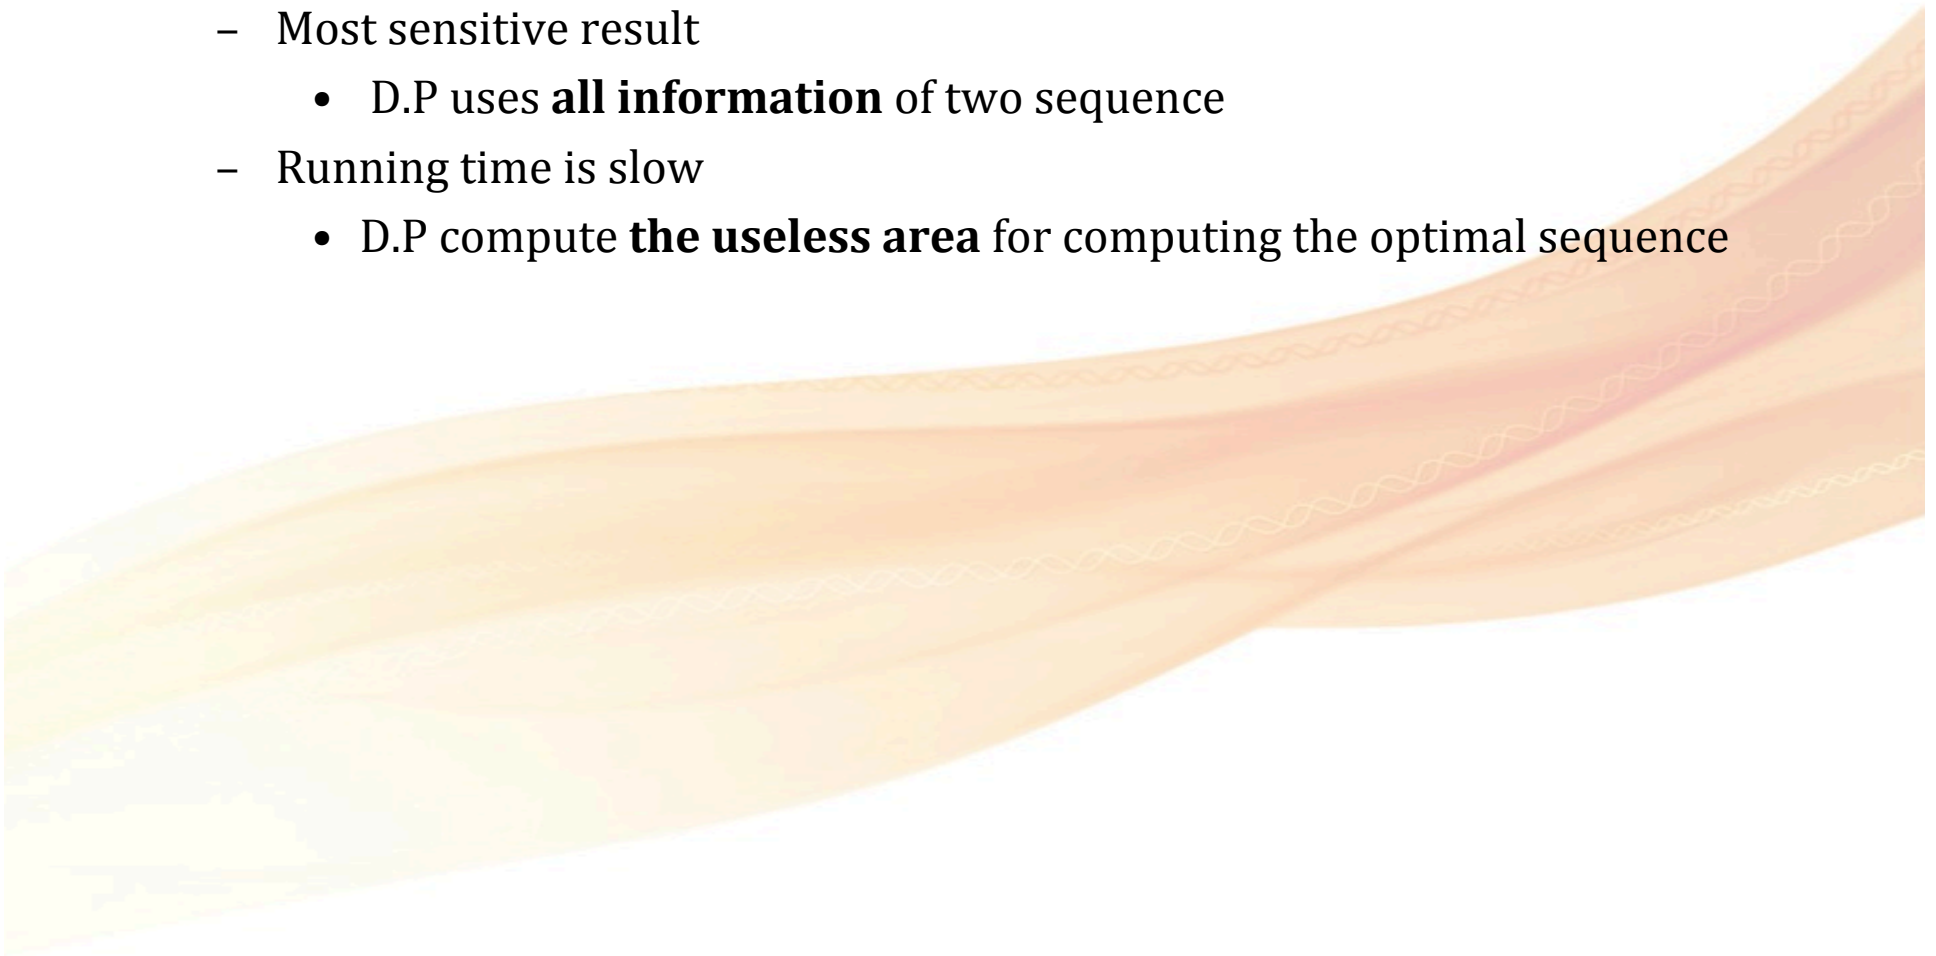 – Most sensitive result
• D.P uses all information of two sequence
– Running time is slow
• D.P compute the useless area for computing the optimal sequence